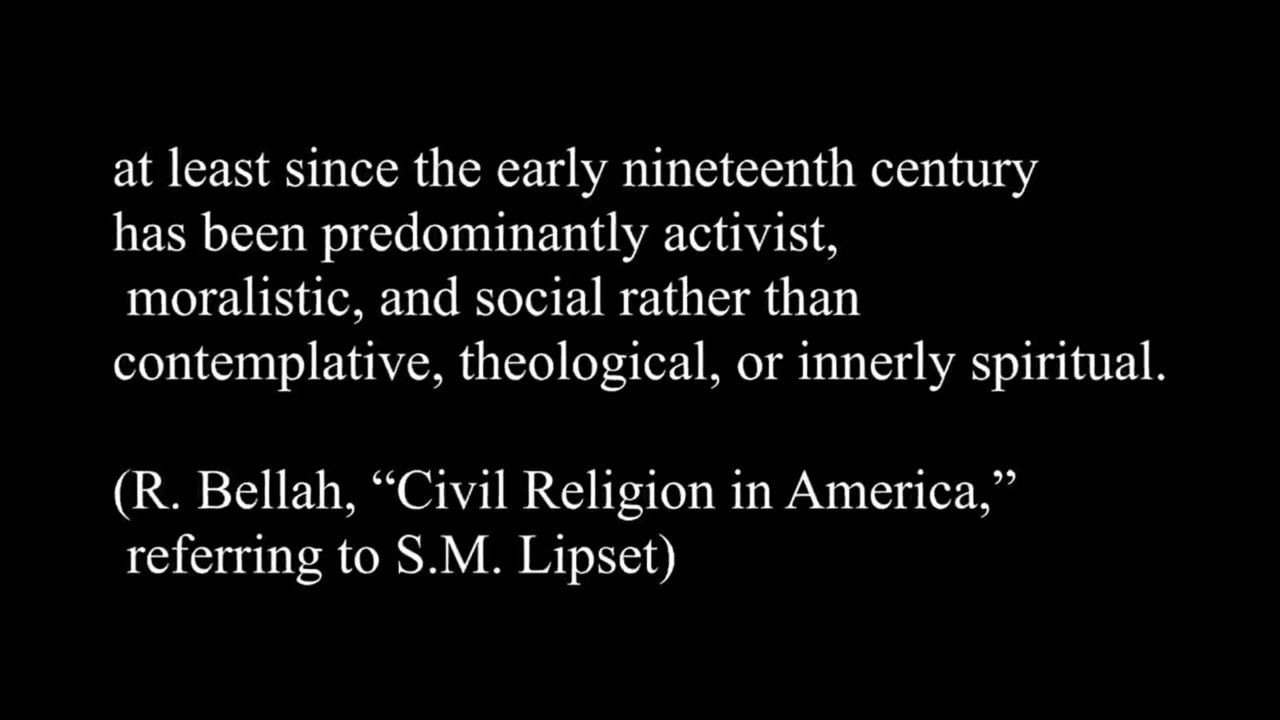 at least since the early nineteenth century
has been predominantly activist,
moralistic, and social rather than
contemplative, theological, or innerly spiritual.
(R. Bellah, “Civil Religion in America,”
referring to S.M. Lipset)